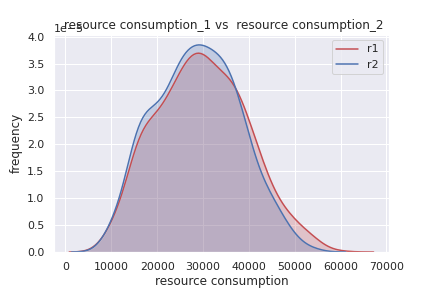 resource consumption_1 vs  resource consumption_2
1e−5
r1
r2
4.0
3.5
3.0
2.5
2.0
1.5
1.0
0.5
0.0
frequency
0 10000 20000 30000 40000 50000 60000 70000
resource consumption